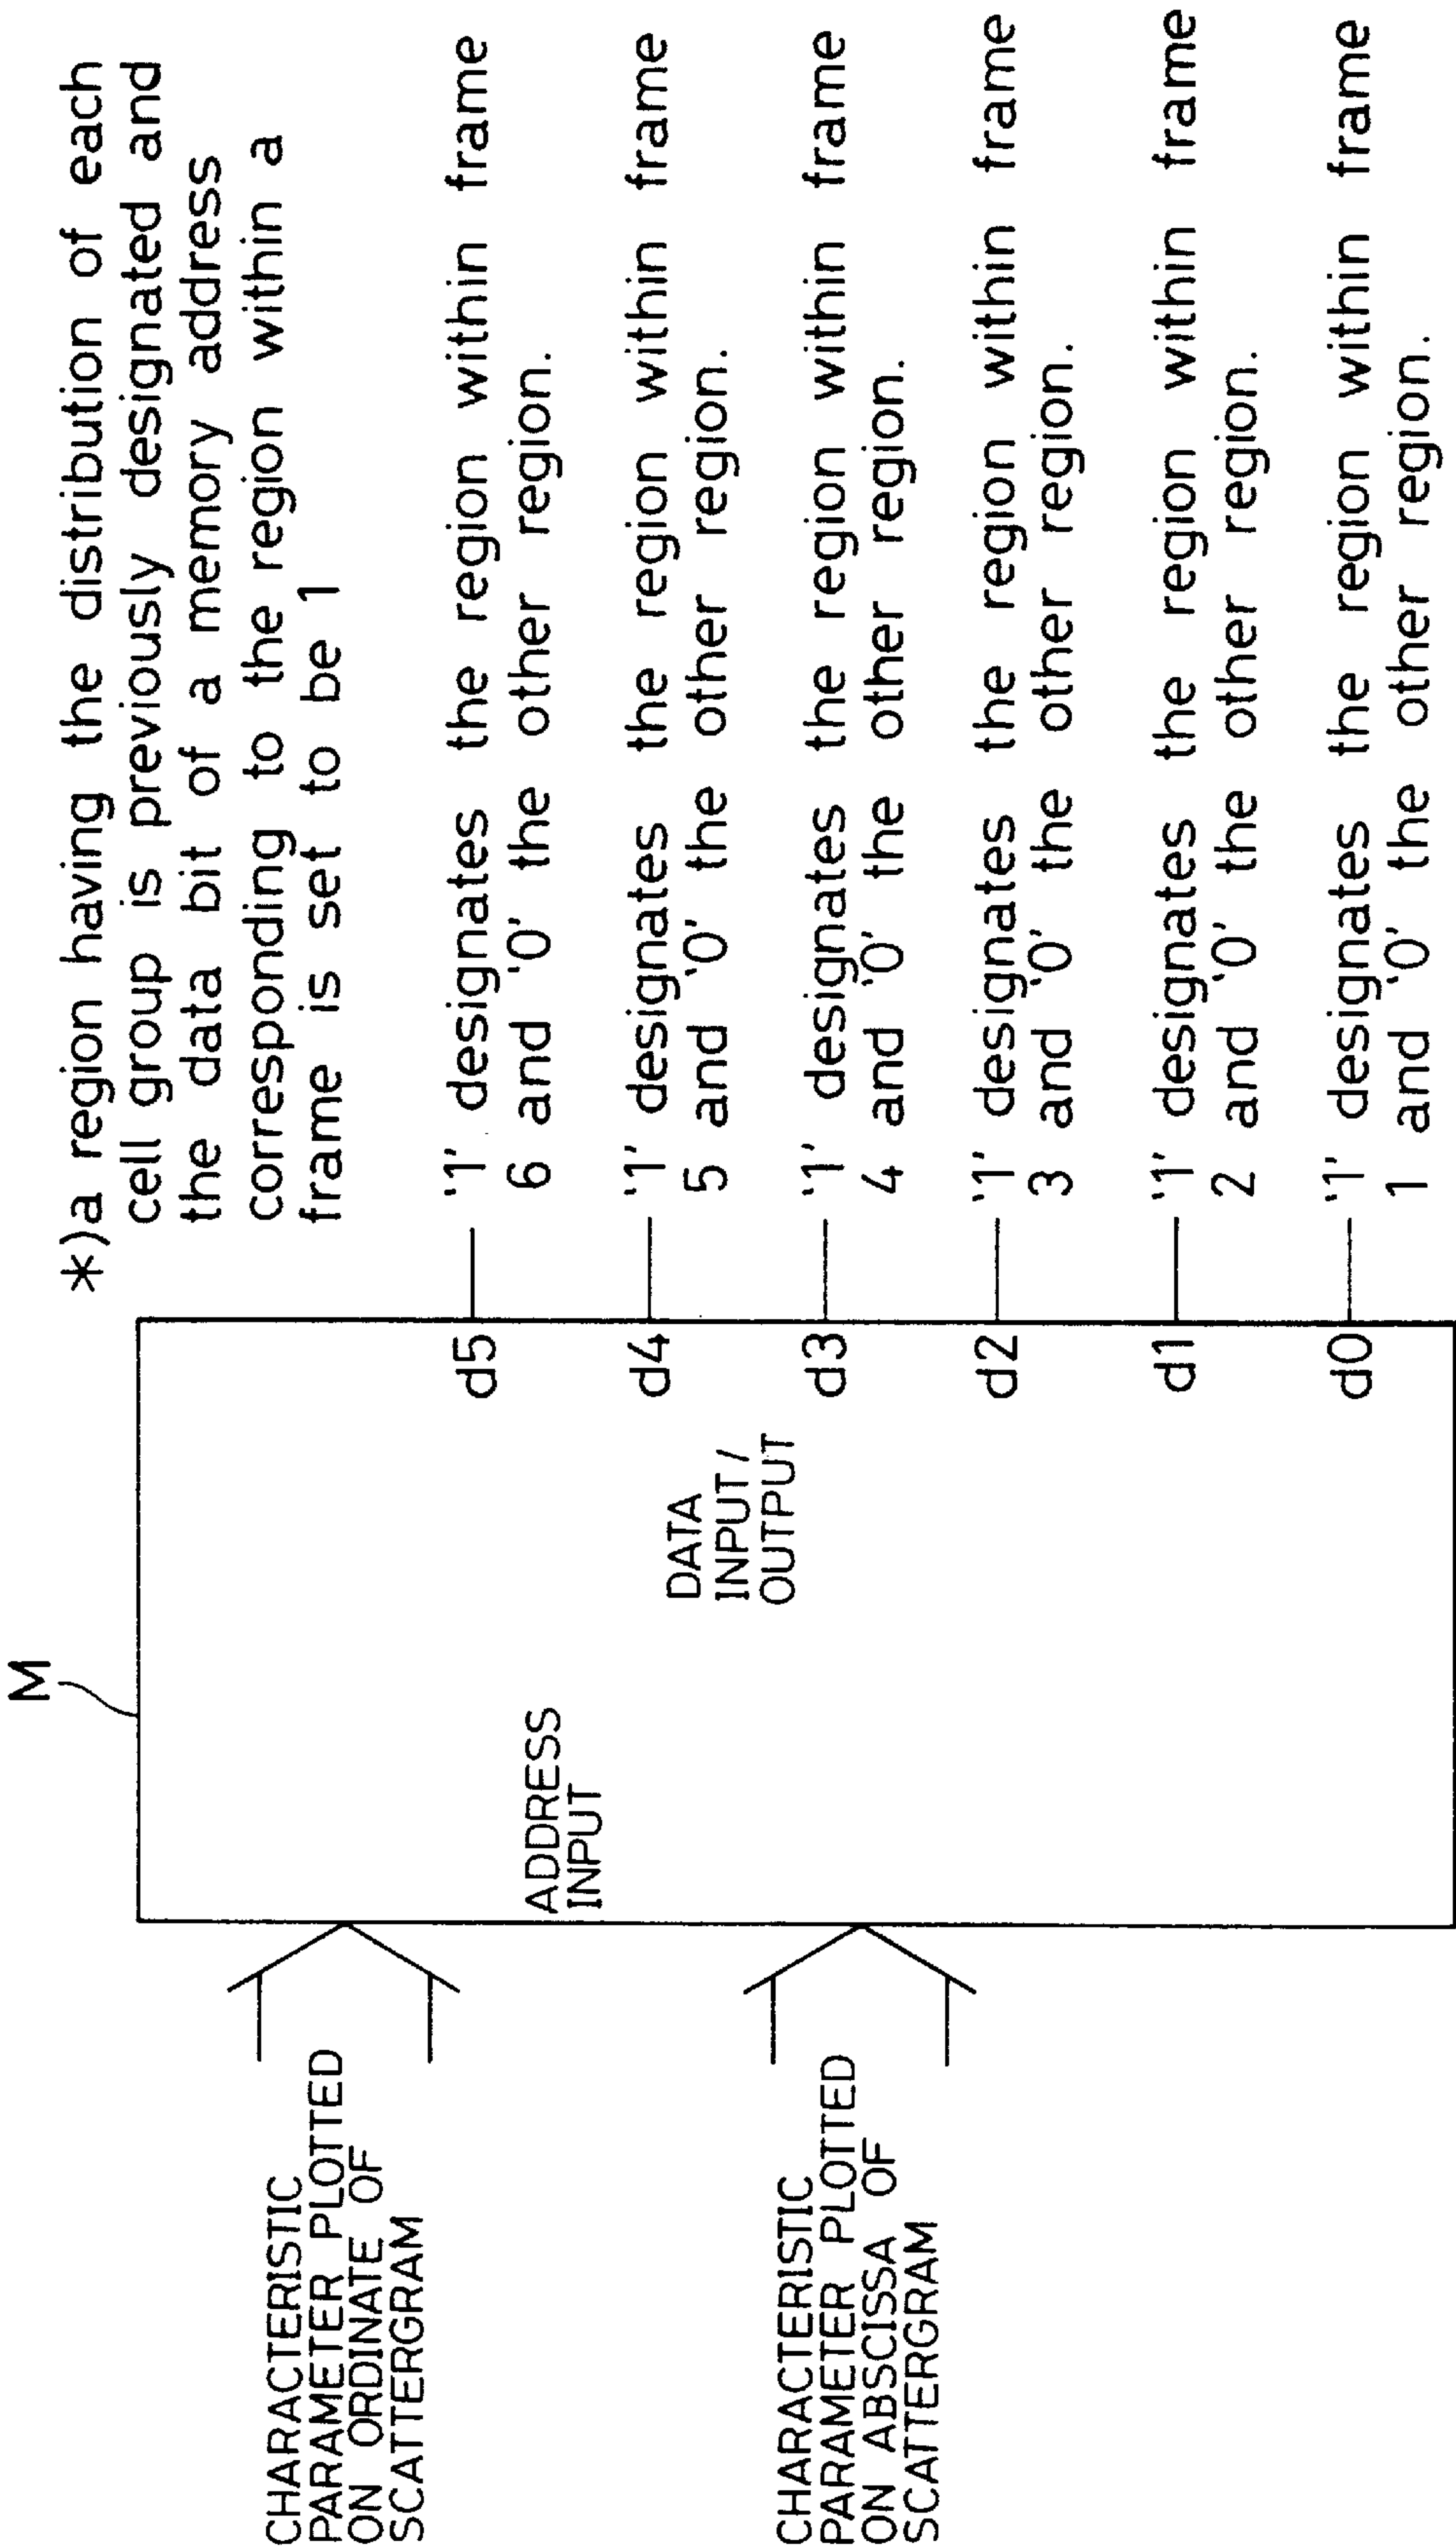 M
*)a region having the distribution of each
cell group is previously designated and
the data bit of a memory address
corresponding to the region within a
frame is set to be 1
CHARACTERISTIC
PARAMETER PLOTTED
ON ORDINATE OF
SCATTERGRAM
CHARACTERISTIC
PARAMETER PLOTTED
ON ABSCISSA OF
SCATTERGRAM
ADDRESS
INPUT
DATA
INPUT/
OUTPUT
d5
'1' designates the region within frame
6 and '0' the other region.
d4
'1' designates the region within frame
5 and '0' the other region.
d3
'1' designates the region within frame
4 and '0' the other region.
d2
'1' designates the region within frame
3 and '0' the other region.
d1
'1' designates the region within frame
2 and '0' the other region.
d0
'1' designates the region within frame
1 and '0' the other region.